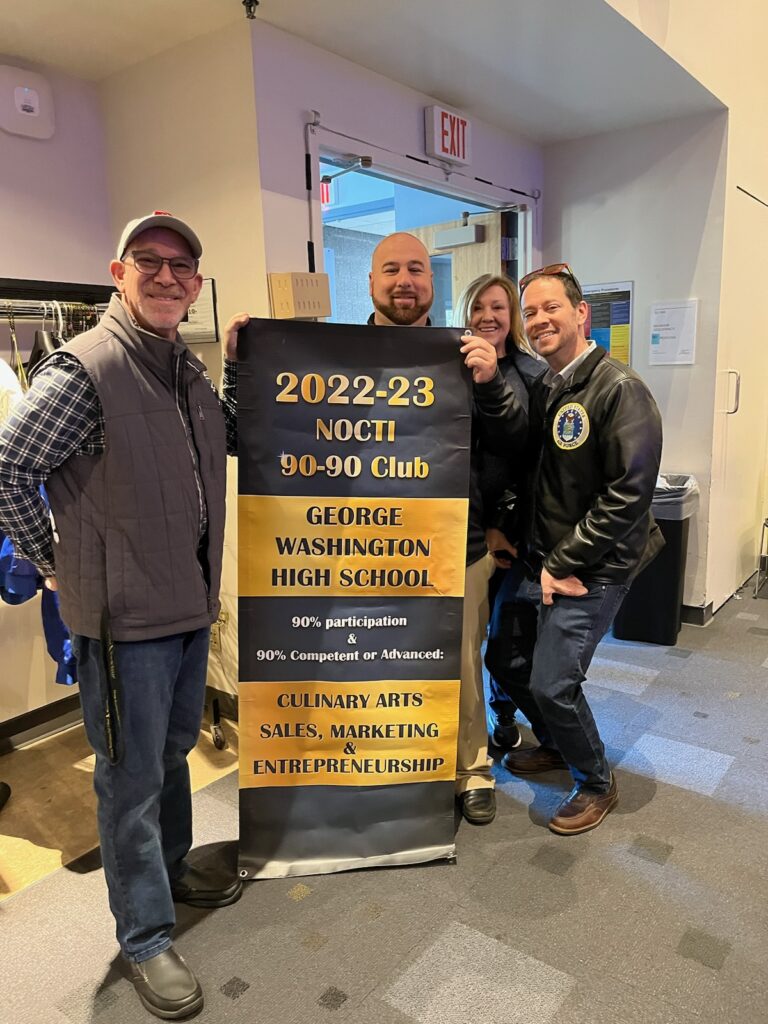 EXIT
2022-23
NOCTI
90-90 Club
GEORGE
WASHINGTON
HIGH SCHOOL
90% participation
&
90% Competent or Advanced:
CULINARY ARTS
SALES, MARKETING
&
ENTREPRENEURSHIP